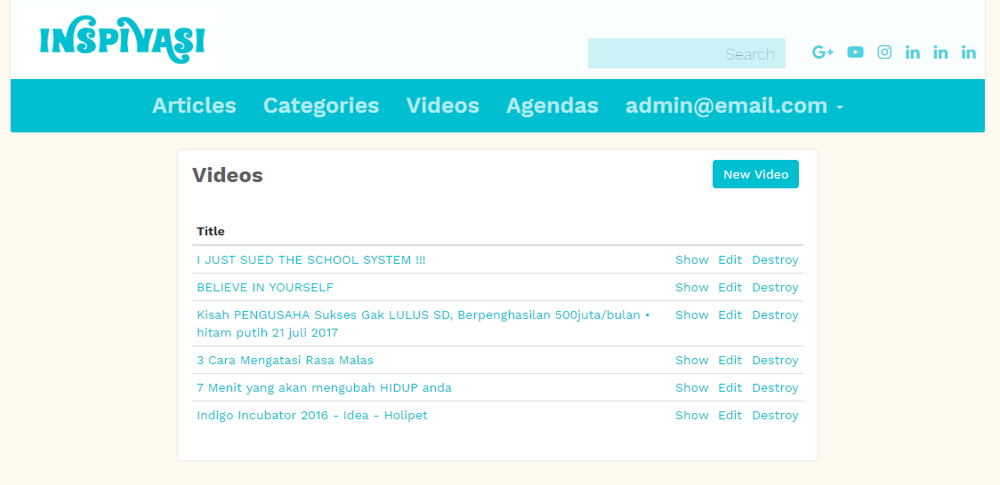 INSPIVASI
Search
Articles Categories Videos Agendas admin@email.com
Videos
New Video
Title
I JUST SUED THE SCHOOL SYSTEM !!! Show Edit Destroy
BELIEVE IN YOURSELF Show Edit Destroy
Kisah PENGUSAHA Sukses Gak LULUS SD, Berpenghasilan 500juta/bulan • Show Edit Destroy
hitam putih 21 juli 2017
3 Cara Mengatasi Rasa Malas Show Edit Destroy
7 Menit yang akan mengubah HIDUP anda Show Edit Destroy
Indigo Incubator 2016 - Idea - Holipet Show Edit Destroy